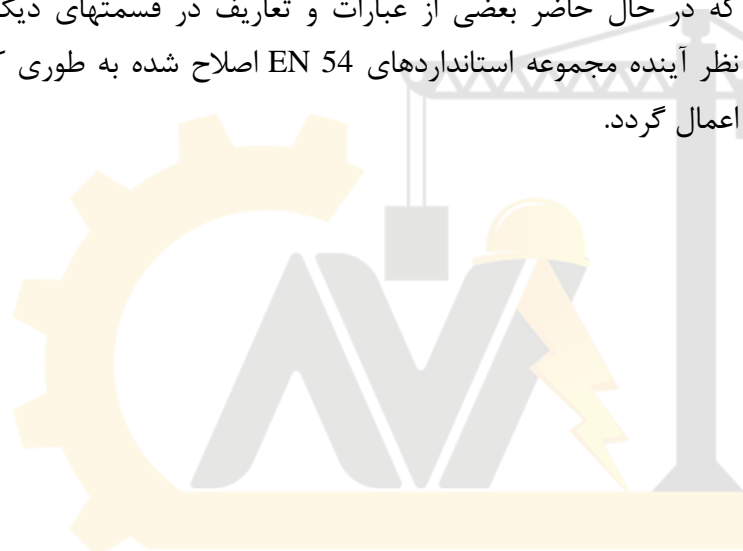 که در حال حاضر بعضی از عبارات و تعاریف در قسمتهای
نظر آینده مجموعه استانداردهای EN 54 اصلاح شده به طوری
اعمال گردد.